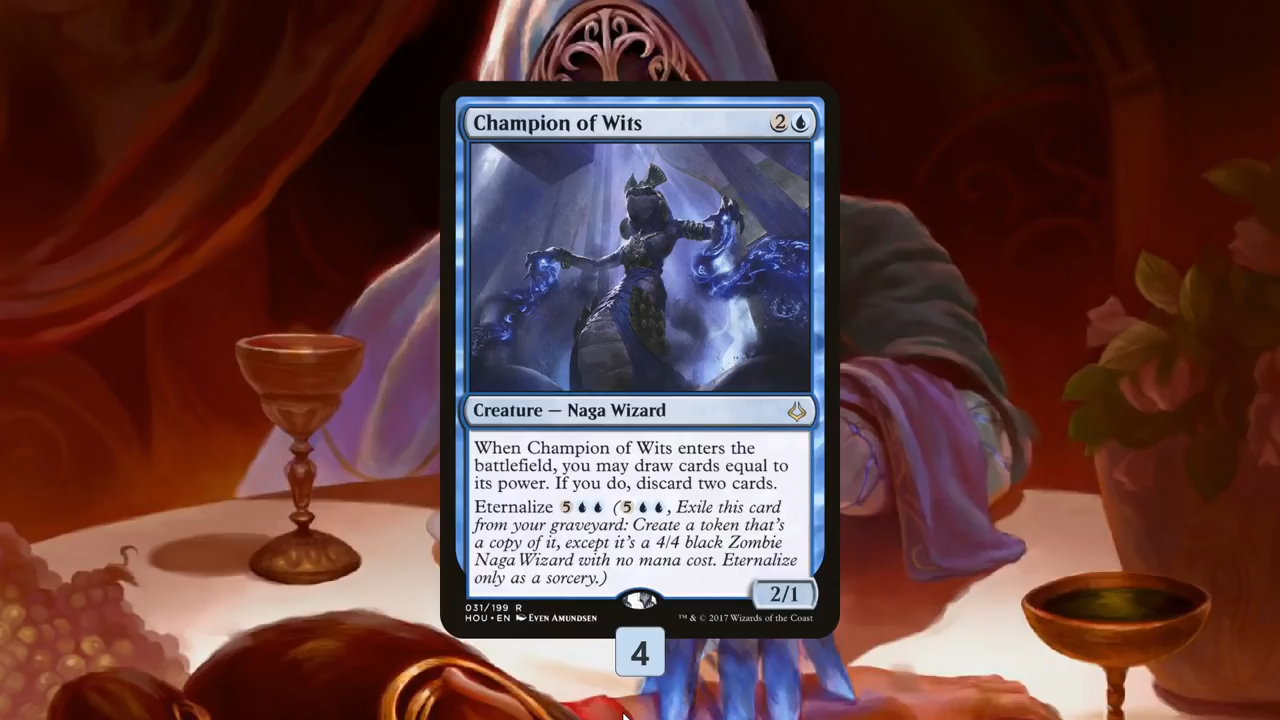 Champion of Wits 2
Creature — Naga Wizard
When Champion of Wits enters the
battlefield, you may draw cards equal to
its power. If you do, discard two cards.
Eternalize 5 (5, Exile this card
from your graveyard: Create a token that's
a copy of it, except it's a 4/4 black Zombie
Naga Wizard with no mana cost. Eternalize
only as a sorcery.)
2/1
031/199 R
HOU • EN Even Amundsen
™ & © 2017 Wizards of the Coast
4